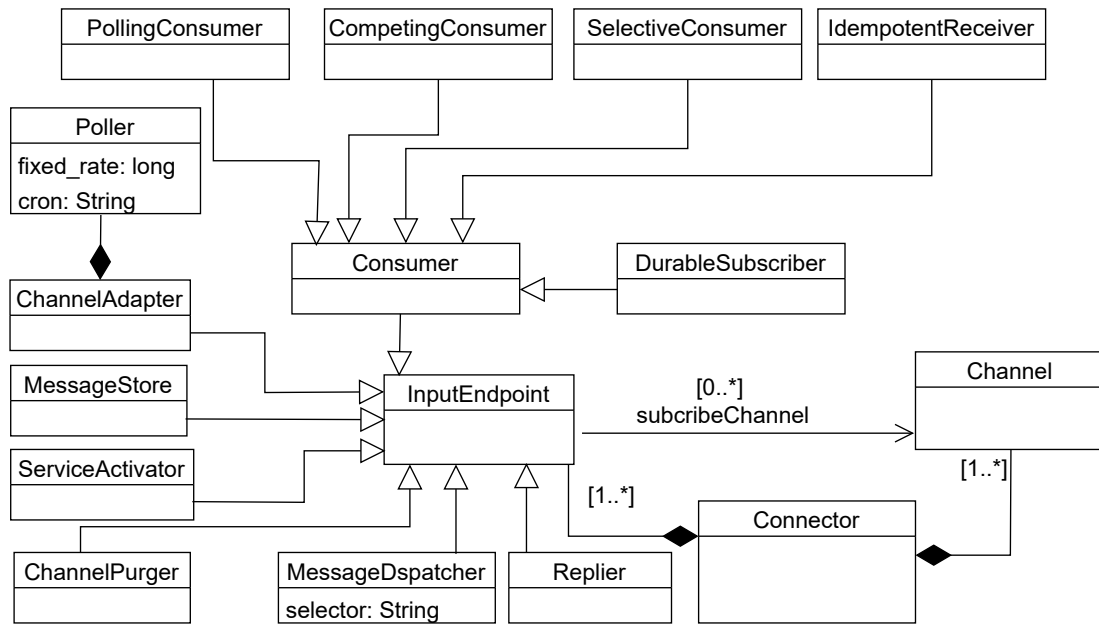 PollingConsumer
CompetingConsumer
SelectiveConsumer
IdempotentReceiver
Poller
fixed_rate: long
cron: String
Consumer
DurableSubscriber
ChannelAdapter
MessageStore
InputEndpoint
[0..*]
subcribeChannel
Channel
ServiceActivator
[1..*]
[1..*]
Connector
ChannelPurger
MessageDspatcher
selector: String
Replier